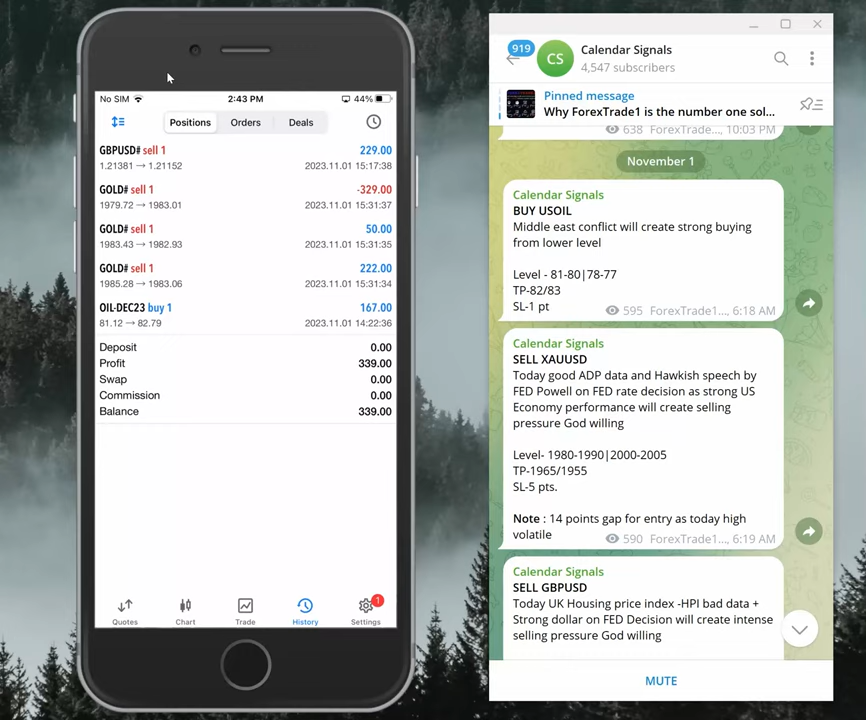 No SIM 2:43 PM 44%
Positions Orders Deals
GBPUSD# sell 1 229.00
1.21381 → 1.21152 2023.11.01 15:17:38
GOLD# sell 1 -329.00
1979.72 → 1983.01 2023.11.01 15:31:37
GOLD# sell 1 50.00
1983.43 → 1982.93 2023.11.01 15:31:35
GOLD# sell 1 222.00
1985.28 → 1983.06 2023.11.01 15:31:34
OIL-DEC23 buy 1 167.00
81.12 → 82.79 2023.11.01 14:22:36
Deposit 0.00
Profit 339.00
Swap 0.00
Commission 0.00
Balance 339.00
Quotes Chart Trade History Settings
1
919
CS
Calendar Signals
4,547 subscribers
Pinned message
Why ForexTrade1 is the number one sol...
638 ForexTrade..., 10:03 PM
November 1
Calendar Signals
BUY USOIL
Middle east conflict will create strong buying
from lower level
Level - 81-80|78-77
TP-82/83
SL-1 pt 595 ForexTrade1..., 6:18 AM
Calendar Signals
SELL XAUUSD
Today good ADP data and Hawkish speech by
FED Powell on FED rate decision as strong US
Economy performance will create selling
pressure God willing
Level- 1980-1990|2000-2005
TP-1965/1955
SL-5 pts.
Note : 14 points gap for entry as today high
volatile 590 ForexTrade1..., 6:19 AM
Calendar Signals
SELL GBPUSD
Today UK Housing price index -HPI bad data +
Strong dollar on FED Decision will create intense
selling pressure God willing
MUTE